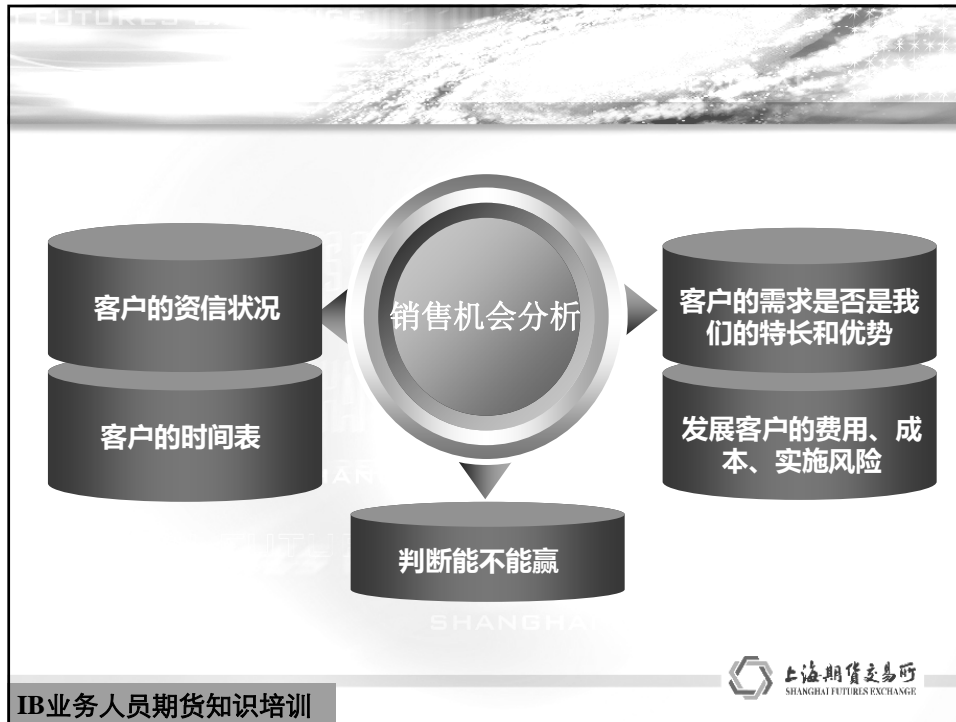 客户的资信状况
客户的时间表
销售机会分析
客户的需求是否是我
们的特长和优势
发展客户的费用、成
本、实施风险
判断能不能赢
SHANGHA
上海期货交易所
SHANGHAI FUTURES EXCHANGE
IB业务人员期货知识培训